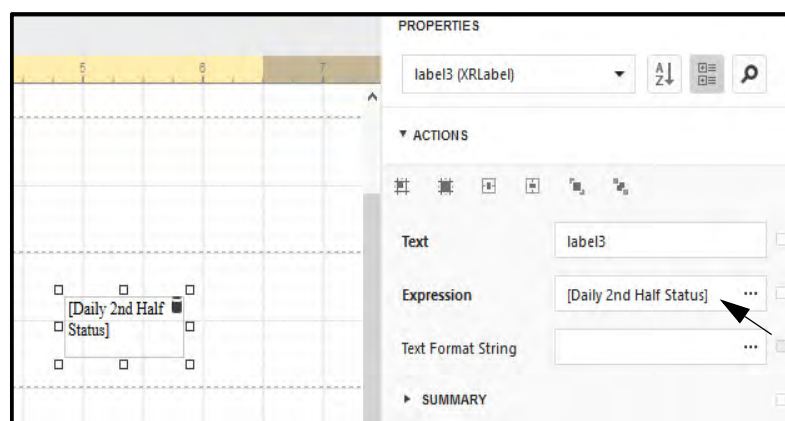 PROPERTIES
5 6 7
label3 (XRLabel)
A
Z
ACTIONS
Text
label3
Expression
[Daily 2nd Half Status]
[Daily 2nd Half
Status]
Text Format String
SUMMARY